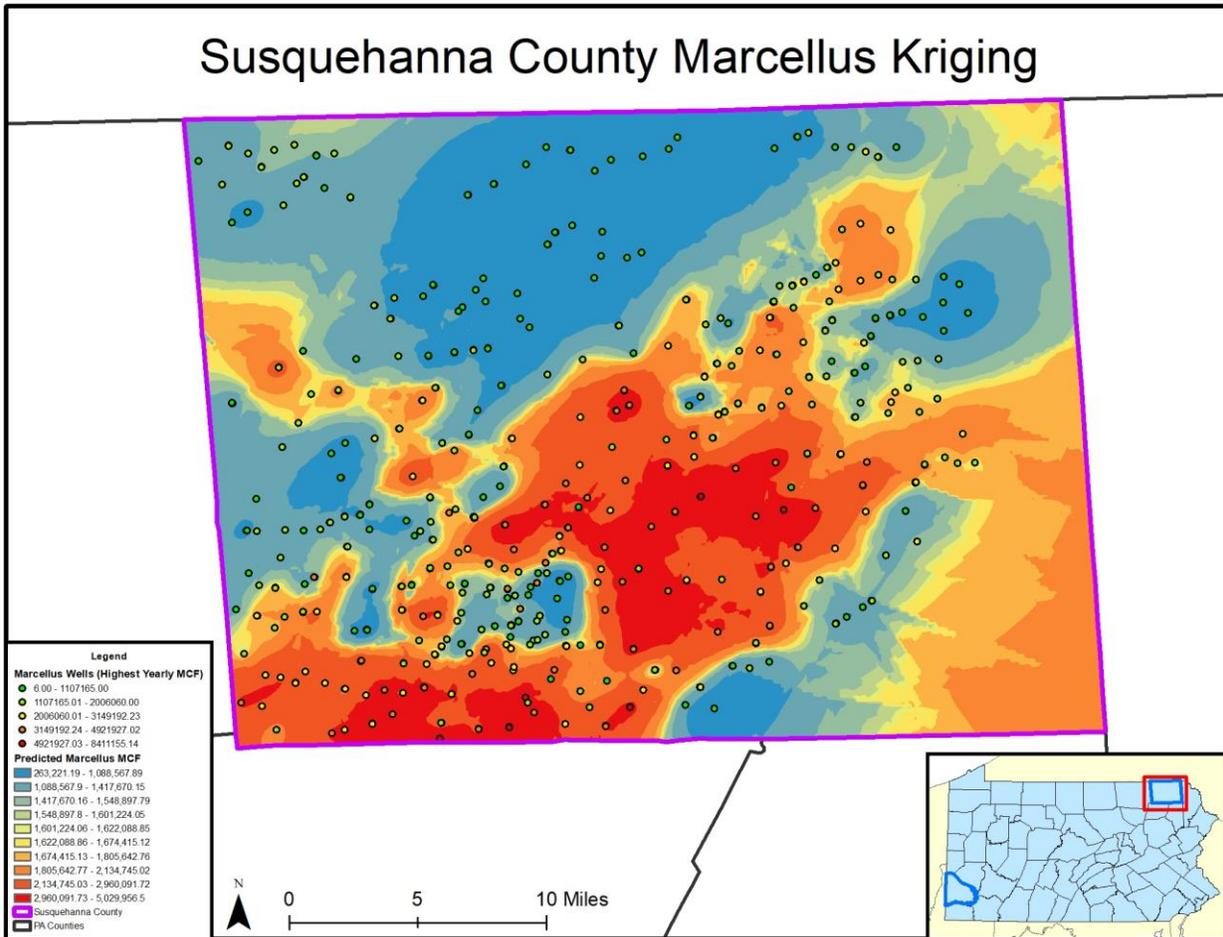 Susquehanna County Marcellus Kriging
Legend
Marcellus Wells (Highest Yearly MCF)
6.00 - 1107165.00
1107165.01 - 2006060.00
2006060.01 - 3149192.23
3149192.24 - 4921927.02
4921927.03 - 8411155.14
Predicted Marcellus MCF
263,221.19 - 1,088,567.89
1,088,567.9 - 1,417,670.15
1,417,670.16 - 1,548,897.79
1,548,897.8 - 1,601,224.05
1,601,224.06 - 1,622,088.85
1,622,088.86 - 1,674,415.12
1,674,415.13 - 1,805,642.76
1,805,642.77 - 2,134,745.02
2,134,745.03 - 2,960,091.72
2,960,091.73 - 5,029,956.5
Susquehanna County
PA Counties
N
0 5 10 Miles